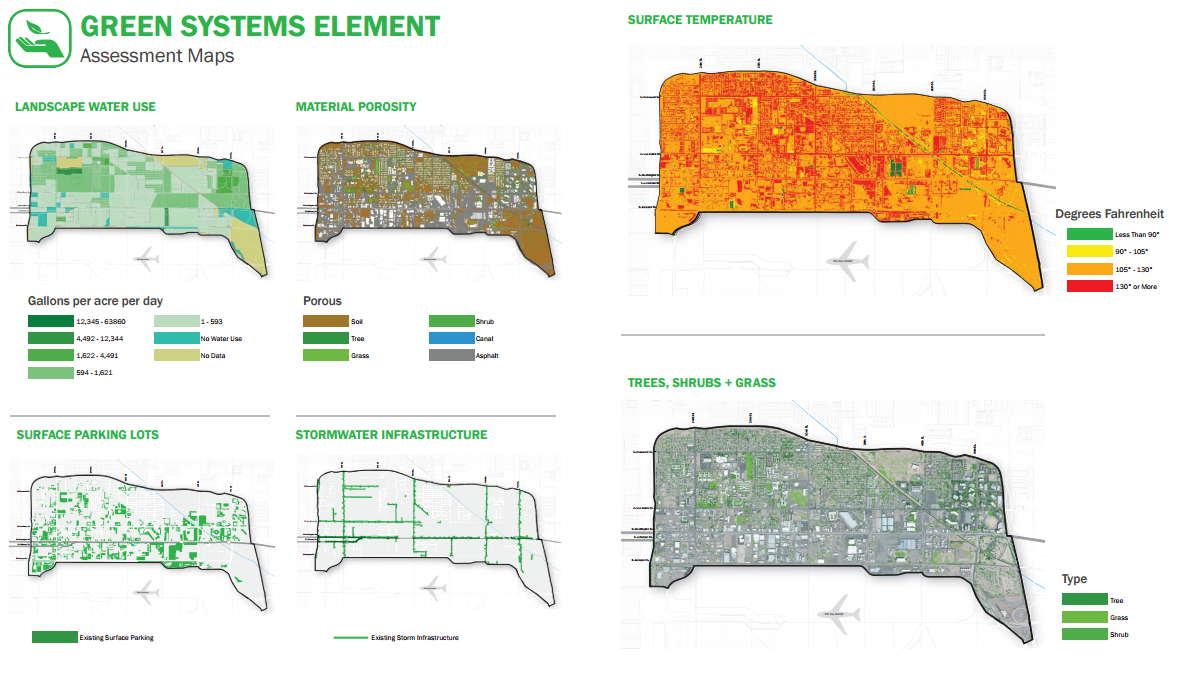 GREEN SYSTEMS ELEMENT
Assessment Maps
LANDSCAPE WATER USE
Gallons per acre per day
12,345 - 63860
4,492 - 12,344
1,622 - 4,491
594 - 1,621
1 - 593
No Water Use
No Data
MATERIAL POROSITY
Porous
Soil
Tree
Grass
Shrub
Canal
Asphalt
SURFACE PARKING LOTS
Existing Surface Parking
STORMWATER INFRASTRUCTURE
Existing Storm Infrastructure
SURFACE TEMPERATURE
Degrees Fahrenheit
Less Than 90°
90° - 105°
105° - 130°
130° or More
TREES, SHRUBS + GRASS
Type
Tree
Grass
Shrub